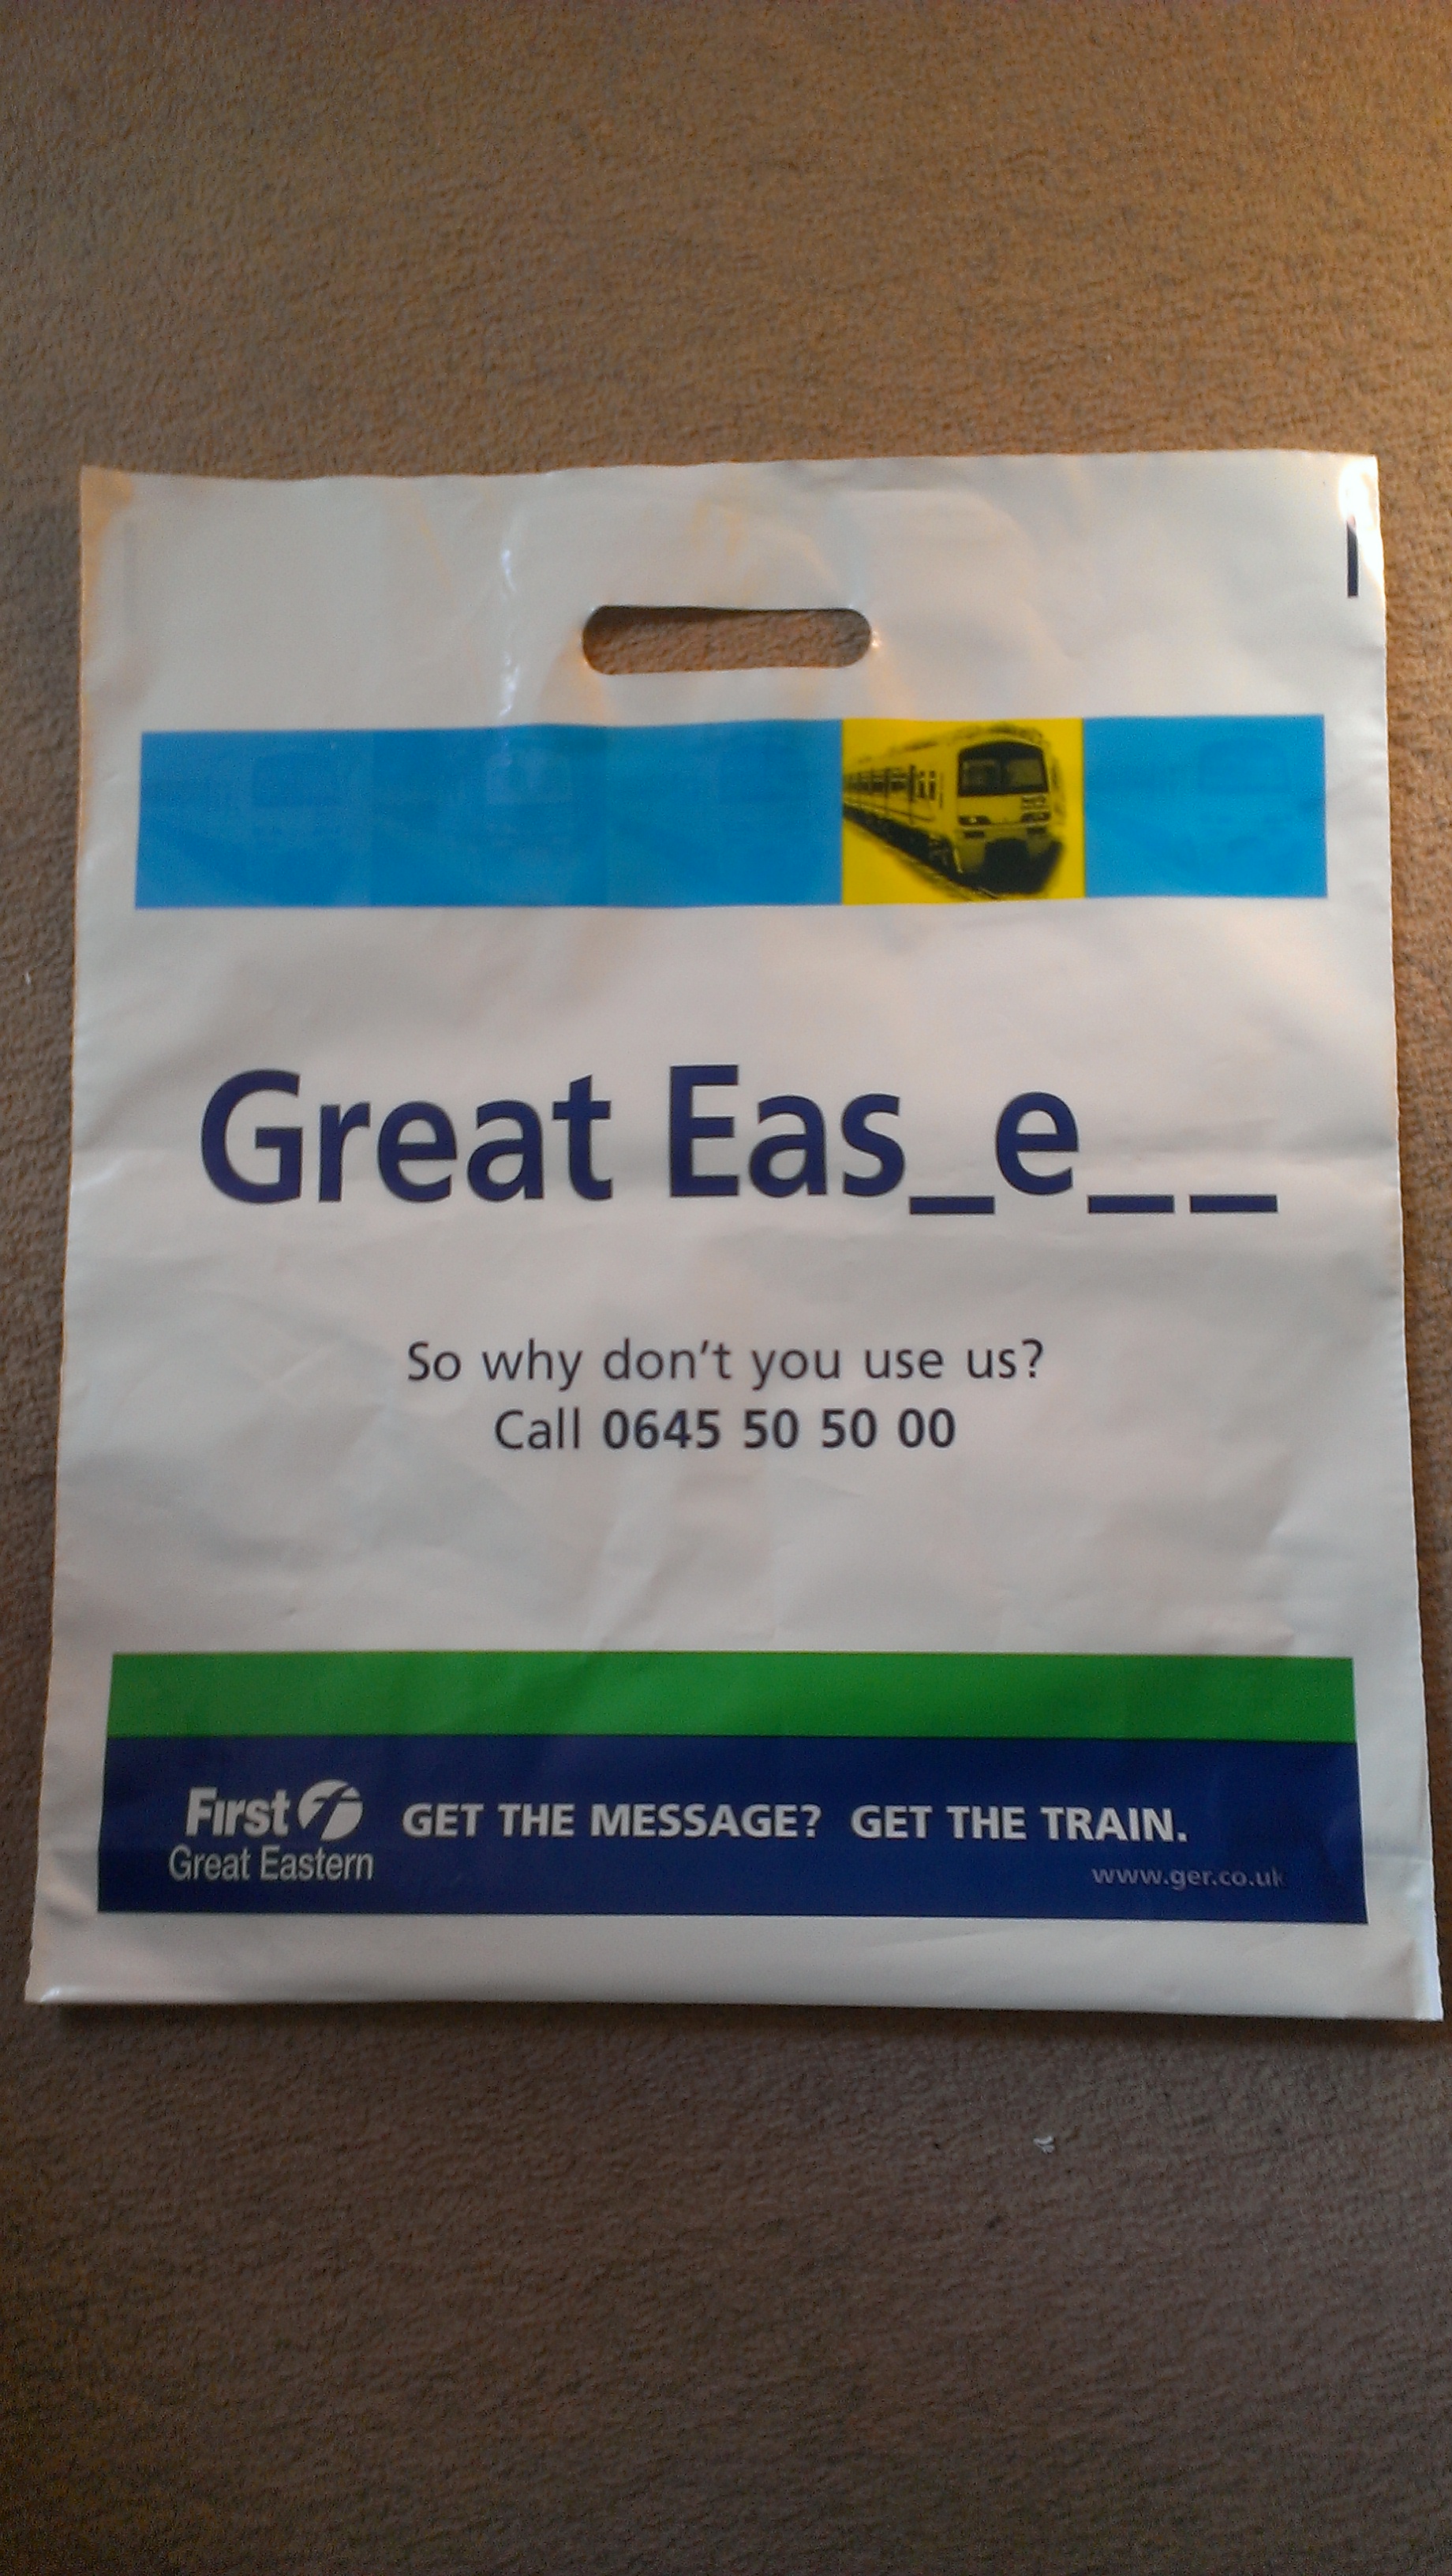 Great Eas_e__
So why don't you use us?
Call 0645 50 50 00
First
Great Eastern
GET THE MESSAGE? GET THE TRAIN.
www.ger.co.uk